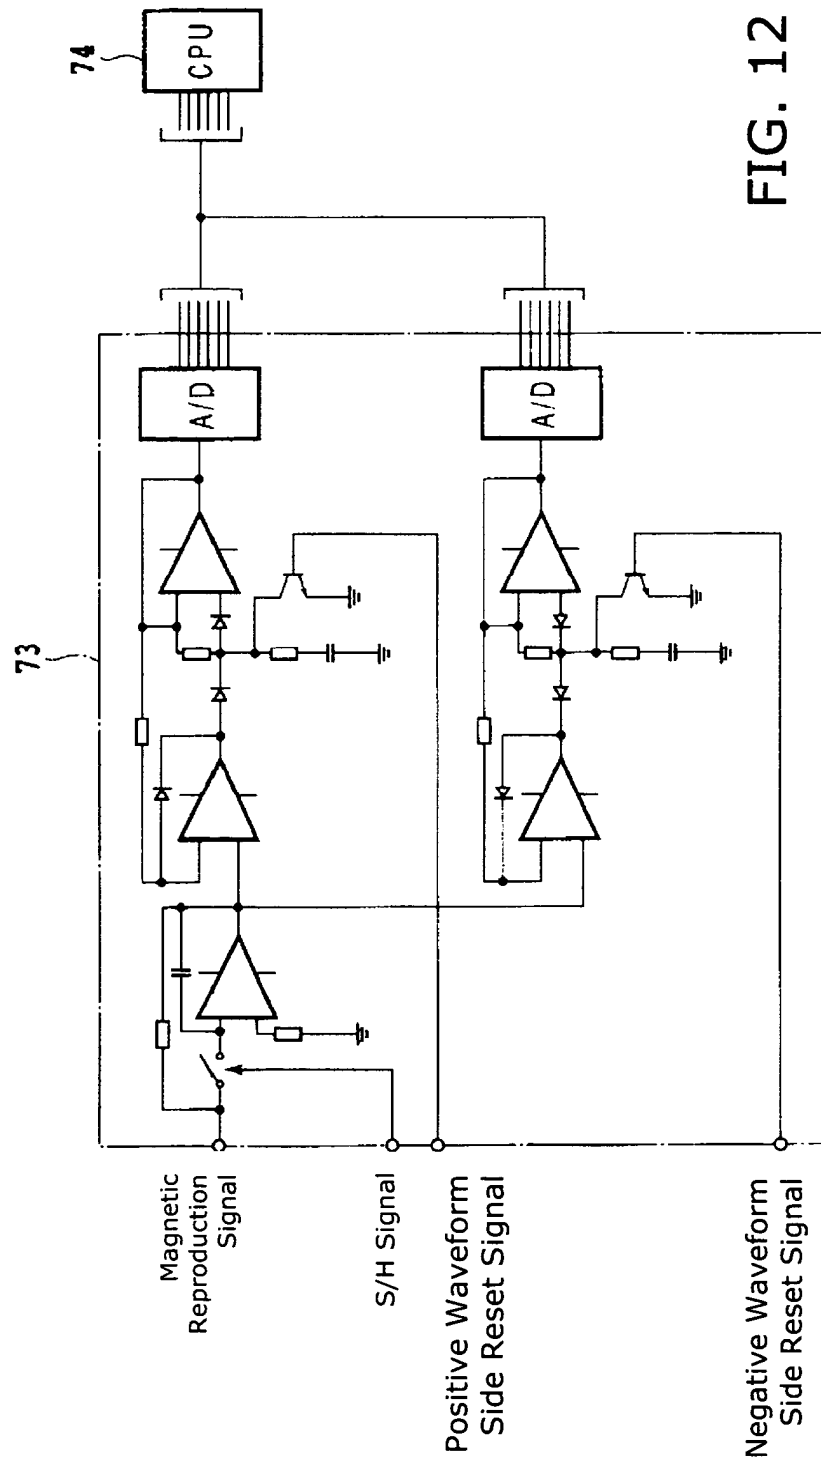 73
74
CPU
A/D
A/D
Magnetic
Reproduction
Signal
S/H Signal
Positive Waveform
Side Reset Signal
Negative Waveform
Side Reset Signal
FIG. 12